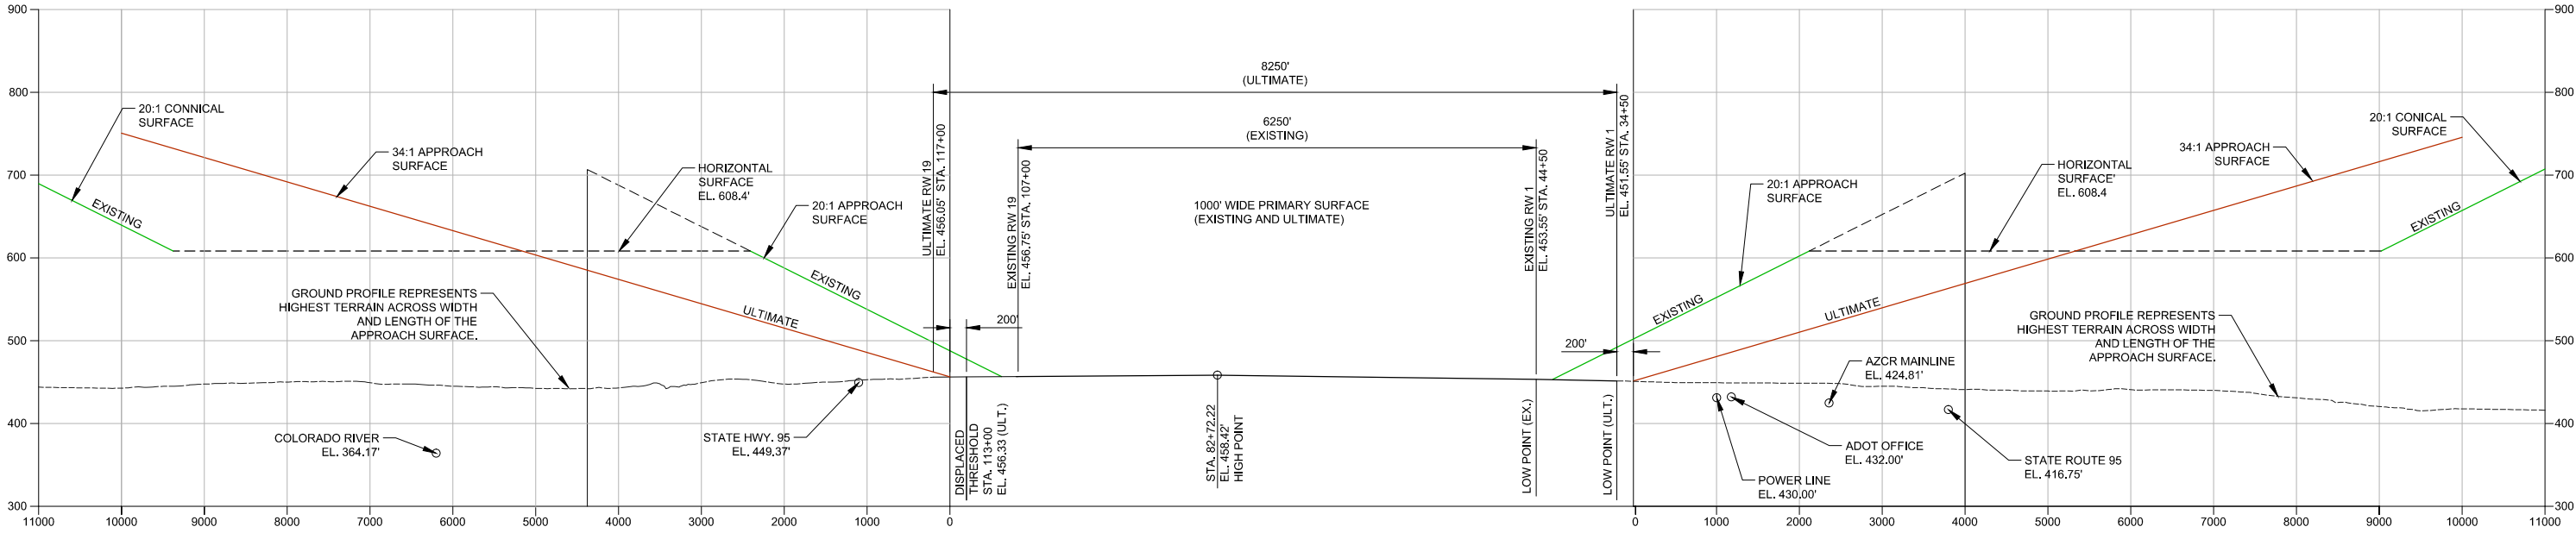 900
800
700
600
500
400
300
20:1 CONNICAL
SURFACE
34:1 APPROACH
SURFACE
HORIZONTAL
SURFACE
EL. 608.4'
20:1 APPROACH
SURFACE
EXISTING
EXISTING
ULTIMATE
GROUND PROFILE REPRESENTS
HIGHEST TERRAIN ACROSS WIDTH
AND LENGTH OF THE
APPROACH SURFACE.
COLORADO RIVER
EL. 364.17'
STATE HWY. 95
EL. 449.37'
11000
10000
9000
8000
7000
6000
5000
4000
3000
2000
1000
0
ULTIMATE RW 19
EL. 456.05' STA. 117+00
200'
EXISTING RW 19
EL. 456.75' STA. 107+00
DISPLACED
THRESHOLD
STA. 113+00
EL. 456.33 (ULT.)
8250'
(ULTIMATE)
6250'
(EXISTING)
1000' WIDE PRIMARY SURFACE
(EXISTING AND ULTIMATE)
STA. 82+72.22
EL. 458.42'
HIGH POINT
EXISTING RW 1
EL. 453.55' STA. 44+50
ULTIMATE RW 1
EL. 451.55' STA. 34+50
200'
LOW POINT (EX.)
LOW POINT (ULT.)
20:1 APPROACH
SURFACE
EXISTING
ULTIMATE
HORIZONTAL
SURFACE'
EL. 608.4
34:1 APPROACH
SURFACE
20:1 CONICAL
SURFACE
EXISTING
GROUND PROFILE REPRESENTS
HIGHEST TERRAIN ACROSS WIDTH
AND LENGTH OF THE
APPROACH SURFACE.
AZCR MAINLINE
EL. 424.81'
ADOT OFFICE
EL. 432.00'
POWER LINE
EL. 430.00'
STATE ROUTE 95
EL. 416.75'
0
1000
2000
3000
4000
5000
6000
7000
8000
9000
10000
11000
900
800
700
600
500
400
300